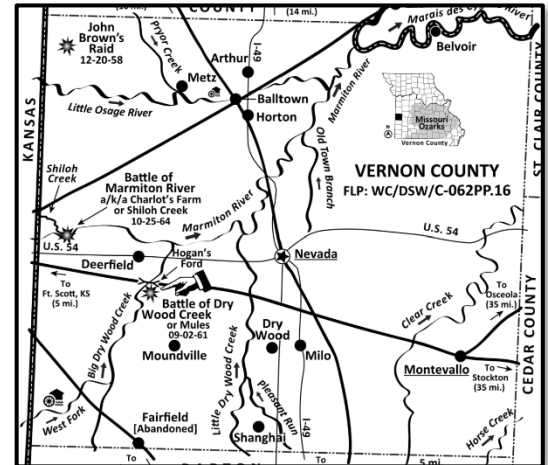 COUNTY
(14 mi.)
Marais des
River
John
Brown's
Raid
12-20-58
Pryor Creek
Arthur
I-49
Belvoir
Metz
Balltown
Horton
Little Osage River
Marmiton River
Old Town Branch
KANSAS
ST. CLAIR COUNTY
Missouri
Ozarks
Vernon County
N
VERNON COUNTY
FLP: WC/DSW/C-062PP.16
Shiloh
Creek
Battle of
Marmiton River
a/k/a Charlot's Farm
or Shiloh Creek
10-25-64
Marmiton River
U.S. 54
U.S. 54
Deerfield
Hogan's
Ford
Nevada
To
Ft. Scott, KS
(5 mi.)
Battle of Dry
Wood Creek
or Mules
09-02-61
Big Dry Wood Creek
Moundville
Little Dry Wood Creek
Dry
Wood
Milo
Pleasant Run
Clear Creek
To
Osceola
(35 mi.)
Montevallo
To
Stockton
(35 mi.)
CEDAR COUNTY
West Fork
Fairfield
[Abandoned]
Shanghai
I-49
Horse Creek
To
To
5 mi.